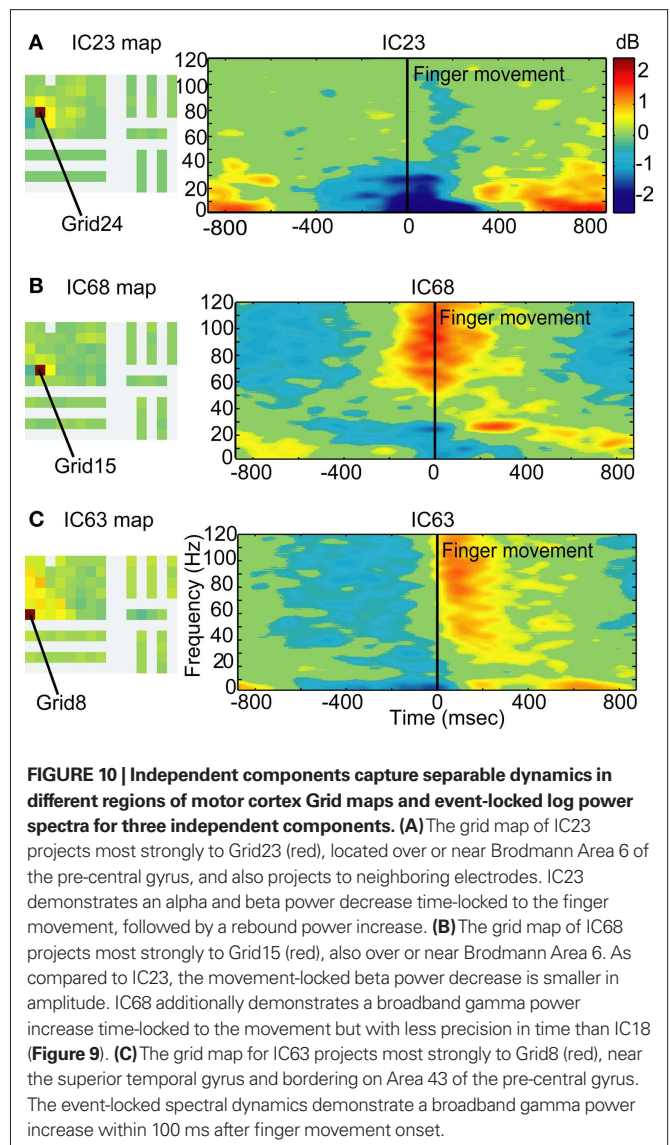 A IC23 map IC23 dB
Finger movement
120
100
80
60
40
20
0
2
1
0
-1
-2
Grid24
-800 -400 0 400 800
B IC68 map IC68
Finger movement
120
100
80
60
40
20
0
Grid15
-800 -400 0 400 800
C IC63 map IC63
Finger movement
Frequency (Hz)
120
100
80
60
40
20
0
Grid8
-800 -400 0 400 800
Time (msec)
FIGURE 10 | Independent components capture separable dynamics in
different regions of motor cortex Grid maps and event-locked log power
spectra for three independent components. (A) The grid map of IC23
projects most strongly to Grid23 (red), located over or near Brodmann Area 6 of
the pre-central gyrus, and also projects to neighboring electrodes. IC23
demonstrates an alpha and beta power decrease time-locked to the finger
movement, followed by a rebound power increase. (B) The grid map of IC68
projects most strongly to Grid15 (red), also over or near Brodmann Area 6. As
compared to IC23, the movement-locked beta power decrease is smaller in
amplitude. IC68 additionally demonstrates a broadband gamma power
increase time-locked to the movement but with less precision in time than IC18
(Figure 9). (C) The grid map for IC63 projects most strongly to Grid8 (red), near
the superior temporal gyrus and bordering on Area 43 of the pre-central gyrus.
The event-locked spectral dynamics demonstrate a broadband gamma power
increase within 100 ms after finger movement onset.